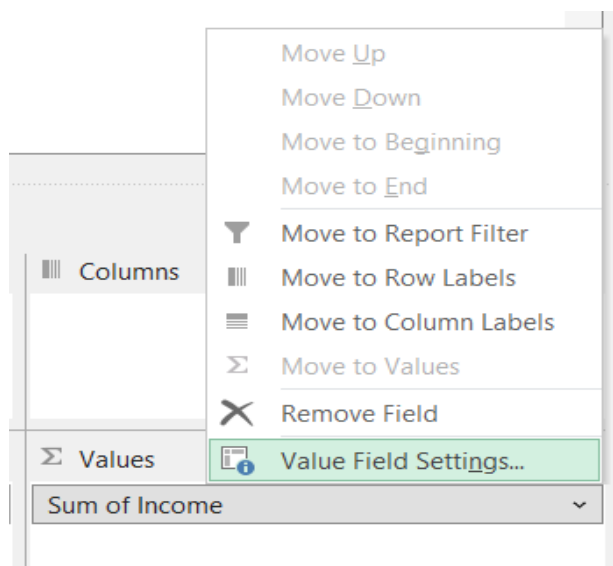 Move Up
Move Down
Move to Beginning
Move to End
Move to Report Filter
Columns
Move to Row Labels
Move to Column Labels
Σ Move to Values
Remove Field
Σ Values
Value Field Settings...
Sum of Income